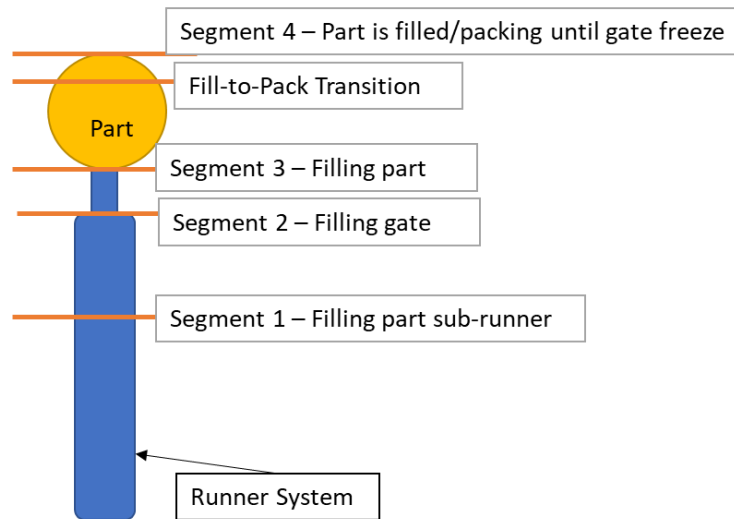 Segment 4 – Part is filled/packing until gate freeze
Fill-to-Pack Transition
Part
Segment 3 – Filling part
Segment 2 – Filling gate
Segment 1 – Filling part sub-runner
Runner System